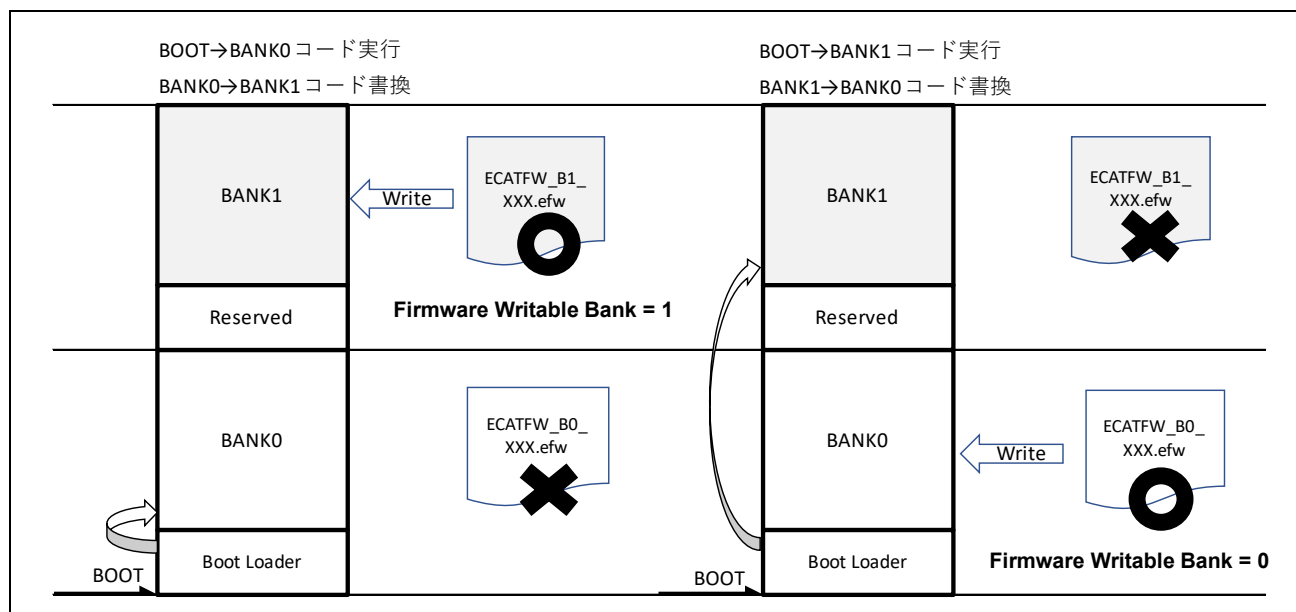 BOOT→BANK0コード実行
BANK0→BANK1コード書換
BANK1
Write
ECATFW_B1_
XXX.efw
Firmware Writable Bank = 1
Reserved
BANK0
ECATFW_B0_
XXX.efw
Boot Loader
BOOT
BOOT→BANK1コード実行
BANK1→BANK0コード書換
BANK1
ECATFW_B1_
XXX.efw
Reserved
BANK0
Write
ECATFW_B0_
XXX.efw
Boot Loader
Firmware Writable Bank = 0
BOOT